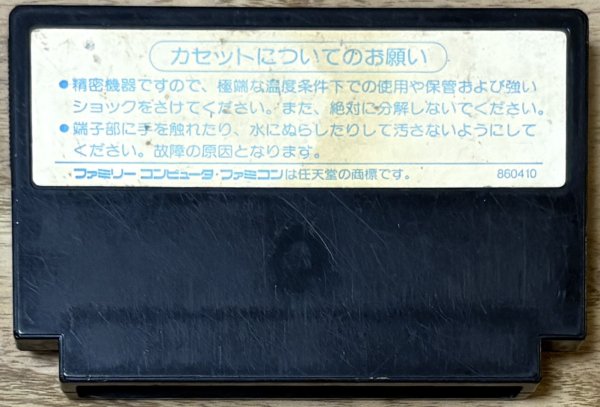 カセットについてのお願い
●精密機器ですので、極端な温度条件下での使用や保管および強い
ショックをさけてください。また、絶対に分解しないでください。
●端子部に手を触れたり、水にぬらしたりして汚さないようにして
ください。故障の原因となります。
ファミリー コンピュータ・ファミコンは任天堂の商標です。 860410